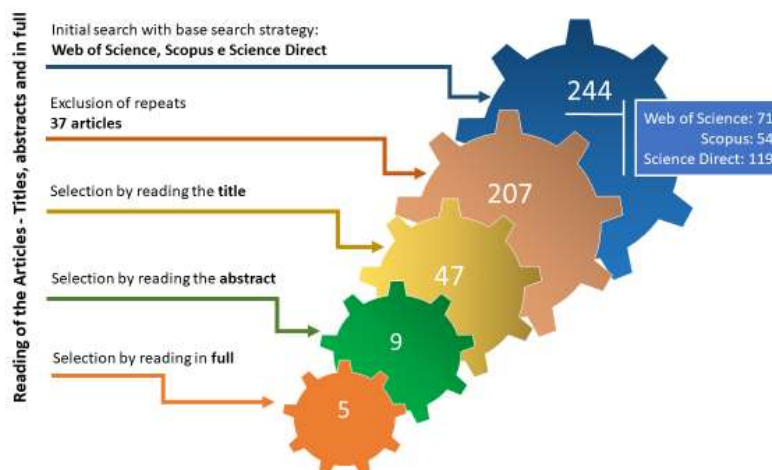 Reading of the Articles - Titles, abstracts and in full
Initial search with base search strategy:
Web of Science, Scopus e Science Direct
244
Web of Science: 71
Scopus: 54
Science Direct: 119
Exclusion of repeats
37 articles
207
Selection by reading the title
47
Selection by reading the abstract
9
Selection by reading in full
5